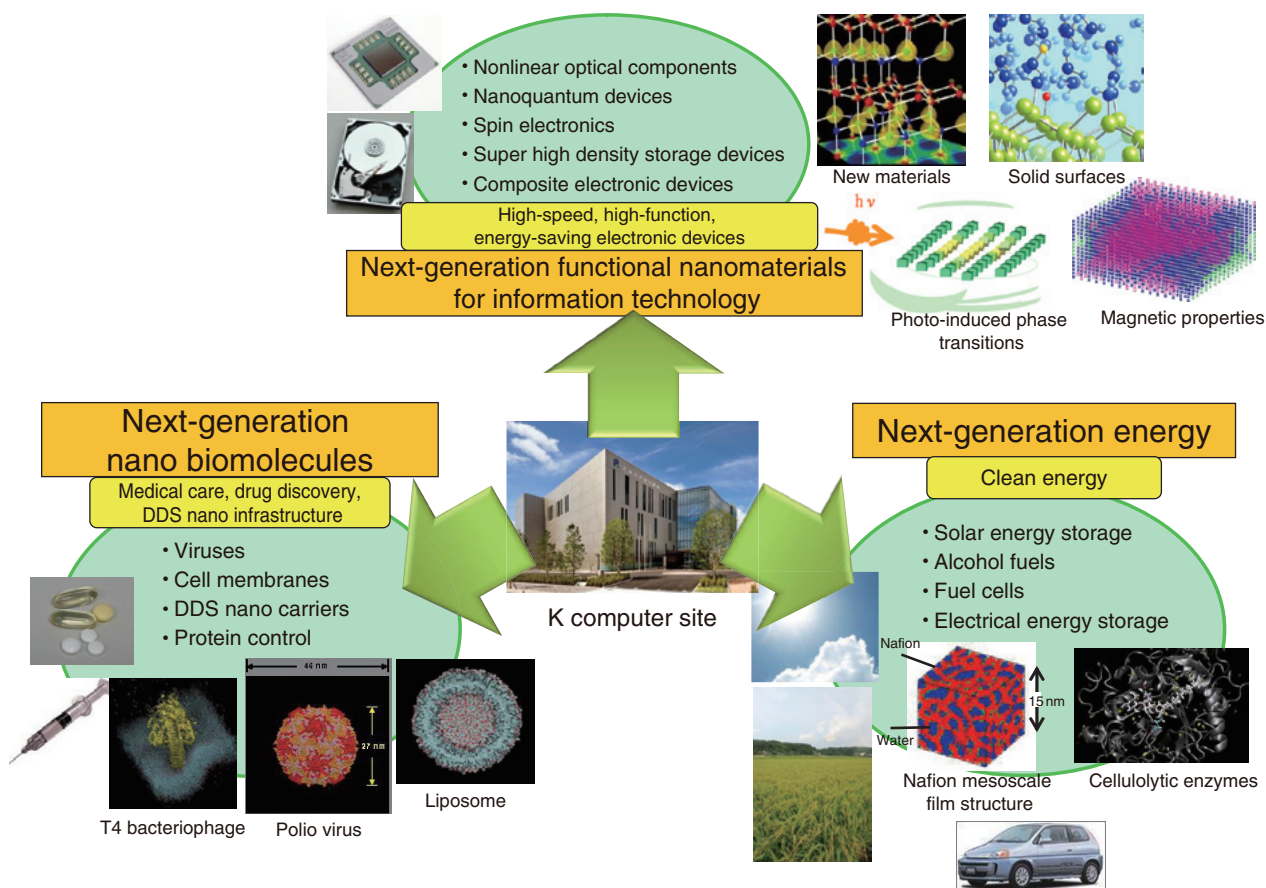 • Nonlinear optical components
• Nanoquantum devices
• Spin electronics
• Super high density storage devices
• Composite electronic devices
High-speed, high-function,
energy-saving electronic devices
Next-generation functional nanomaterials
for information technology
New materials
Solid surfaces
hν
Photo-induced phase
transitions
Magnetic properties
Next-generation
nano biomolecules
Medical care, drug discovery,
DDS nano infrastructure
• Viruses
• Cell membranes
• DDS nano carriers
• Protein control
46 nm
27 nm
T4 bacteriophage
Polio virus
Liposome
K computer site
Next-generation energy
Clean energy
• Solar energy storage
• Alcohol fuels
• Fuel cells
• Electrical energy storage
Nafion
15 nm
Water
Nafion mesoscale
film structure
Cellulolytic enzymes